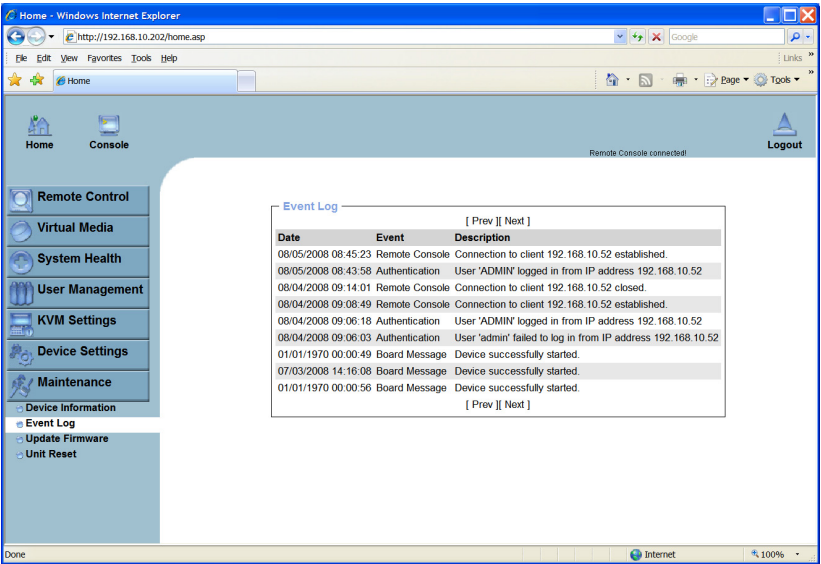 Home - Windows Internet Explorer
http://192.168.10.202/home.asp
Google
File Edit View Favorites Tools Help
Links »
Home
Page Tools »
Home Console
Remote Console connected!
Logout
Remote Control
Virtual Media
System Health
User Management
KVM Settings
Device Settings
Maintenance
Device Information
Event Log
Update Firmware
Unit Reset
Event Log
[ Prev ][ Next ]
Date Event Description
08/05/2008 08:45:23 Remote Console Connection to client 192.168.10.52 established.
08/05/2008 08:43:58 Authentication User 'ADMIN' logged in from IP address 192.168.10.52
08/04/2008 09:14:01 Remote Console Connection to client 192.168.10.52 closed.
08/04/2008 09:08:49 Remote Console Connection to client 192.168.10.52 established.
08/04/2008 09:06:18 Authentication User 'ADMIN' logged in from IP address 192.168.10.52
08/04/2008 09:06:03 Authentication User 'admin' failed to log in from IP address 192.168.10.52
01/01/1970 00:00:49 Board Message Device successfully started.
07/03/2008 14:16:08 Board Message Device successfully started.
01/01/1970 00:00:56 Board Message Device successfully started.
[ Prev ][ Next ]
Done
Internet
100%